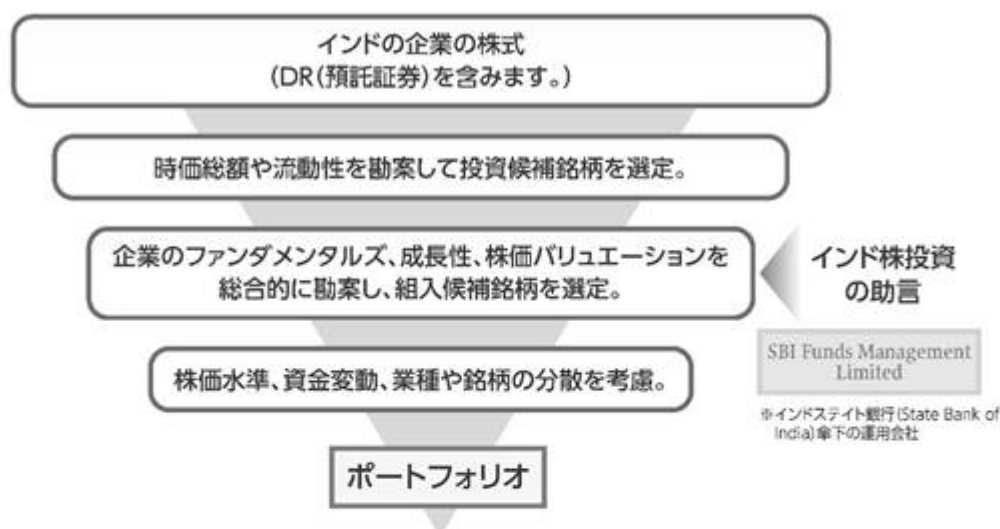 インドの企業の株式
(DR(預託証券)を含みます。)
時価総額や流動性を勘案して投資候補銘柄を選定。
企業のファンダメンタルズ、成長性、株価バリュエーションを
総合的に勘案し、組入候補銘柄を選定。
インド株投資
の助言
SBI Funds Management
Limited
※インドステイト銀行(State Bank of
India)傘下の運用会社
株価水準、資金変動、業種や銘柄の分散を考慮。
ポートフォリオ